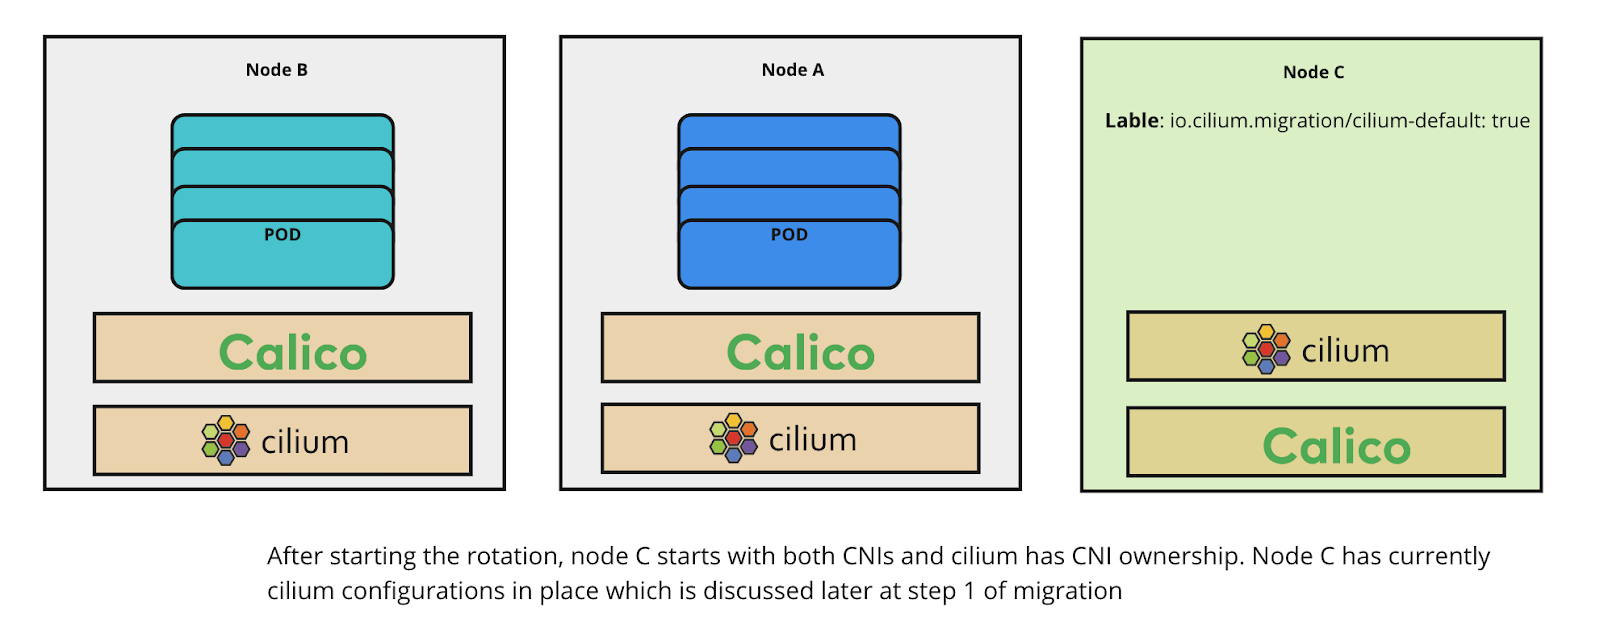 Node B
POD
Calico
cilium
Node A
POD
Calico
cilium
Node C
Lable: io.cilium.migration/cilium-default: true
cilium
Calico
After starting the rotation, node C starts with both CNIs and cilium has CNI ownership. Node C has currently
cilium configurations in place which is discussed later at step 1 of migration